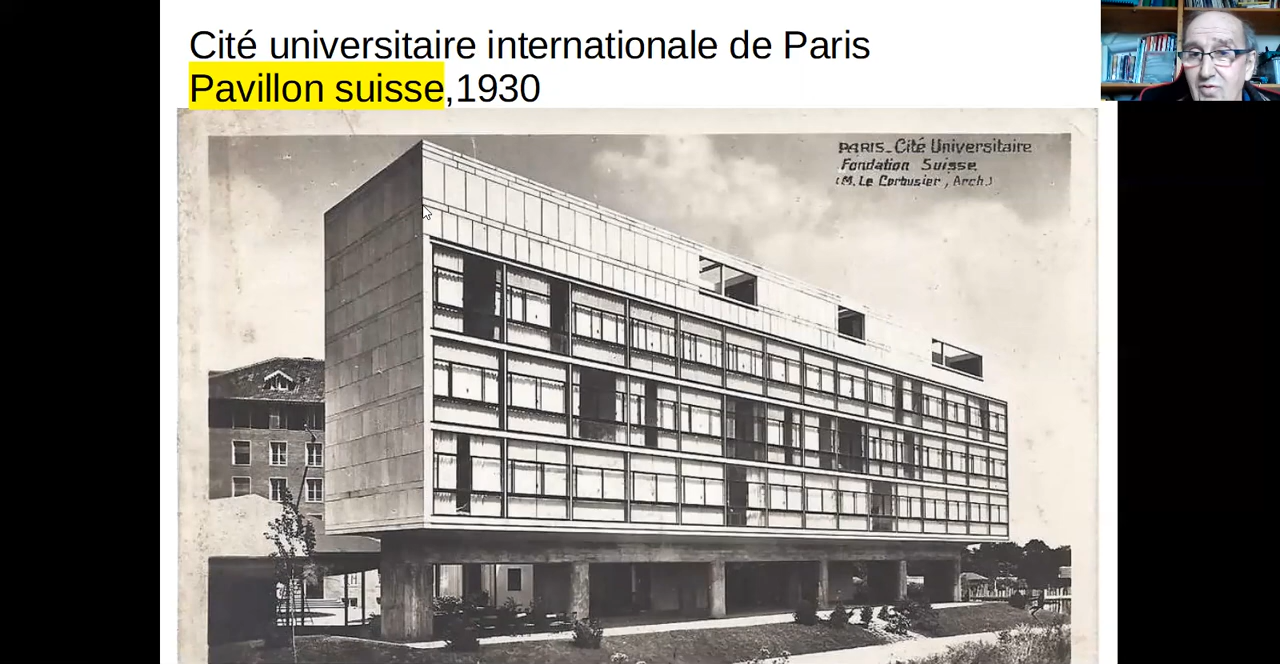 Cité universitaire internationale de Paris
Pavillon suisse,1930
PARIS_Cité Universitaire
Fondation Suisse
(M. Le Corbusier, Arch.)